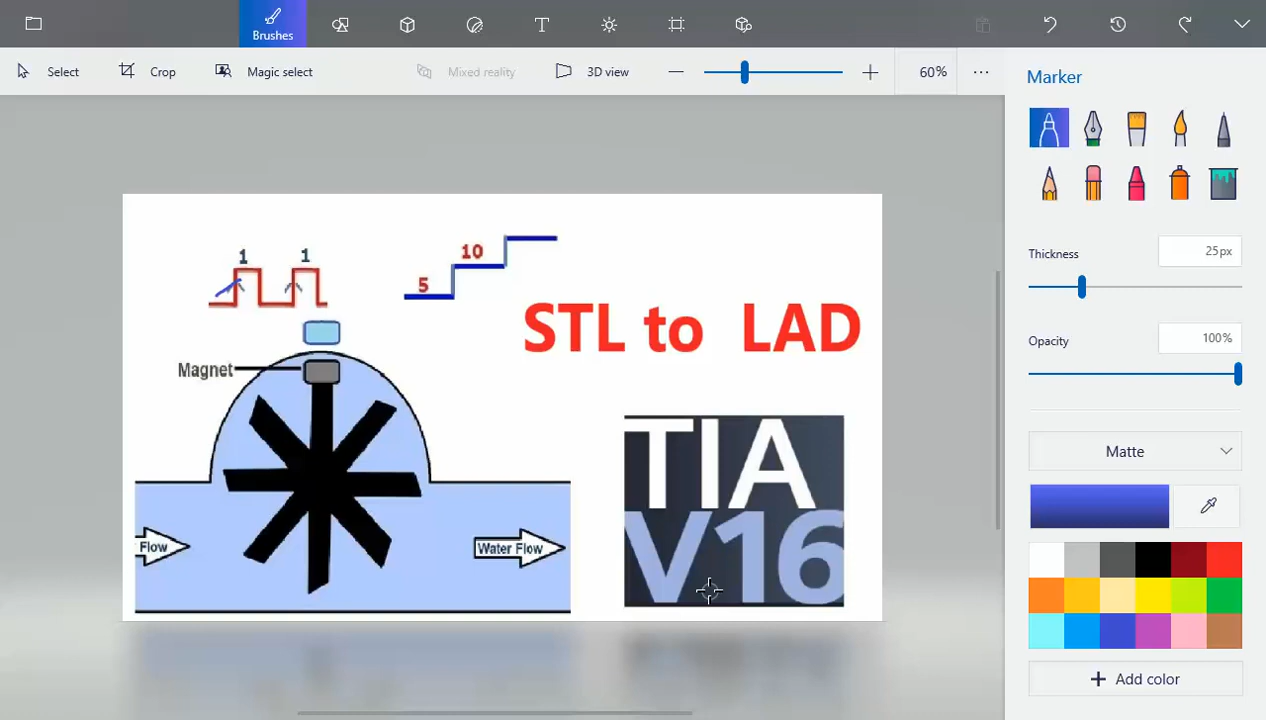 Brushes
Select
Crop
Magic select
Mixed reality
3D view
60%
Marker
Thickness
25px
Opacity
100%
Matte
Add color
1
1
5
10
STL to LAD
Magnet
Flow
Water Flow
TIA
V16